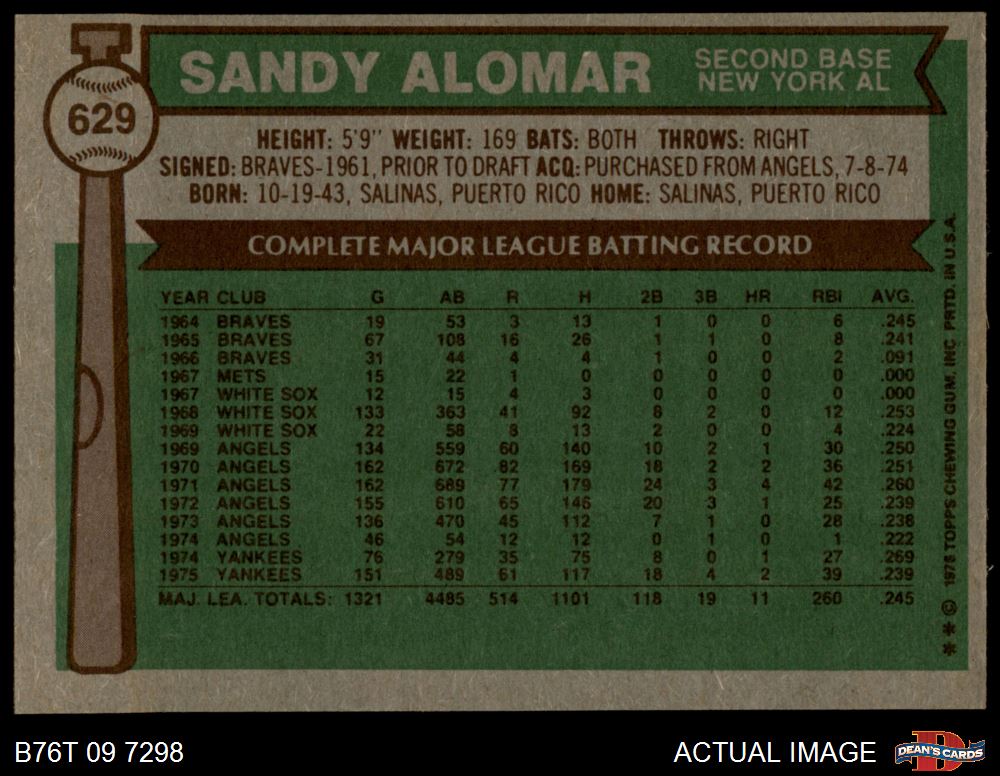 SANDY ALOMAR
SECOND BASE
NEW YORK AL
629
HEIGHT: 5'9" WEIGHT: 169 BATS: BOTH THROWS: RIGHT
SIGNED: BRAVES-1961, PRIOR TO DRAFT ACQ: PURCHASED FROM ANGELS, 7-8-74
BORN: 10-19-43, SALINAS, PUERTO RICO HOME: SALINAS, PUERTO RICO
COMPLETE MAJOR LEAGUE BATTING RECORD
YEAR CLUB G AB R H 2B 3B HR RBI AVG.
1964 BRAVES 19 53 3 13 1 0 0 6 .245
1965 BRAVES 67 108 16 26 1 1 0 8 .241
1966 BRAVES 31 44 4 4 1 0 0 2 .091
1967 METS 15 22 1 0 0 0 0 0 .000
1967 WHITE SOX 12 15 4 3 0 0 0 0 .000
1968 WHITE SOX 133 363 41 92 8 2 0 12 .253
1969 WHITE SOX 22 58 8 13 2 0 0 4 .224
1969 ANGELS 134 559 60 140 10 2 1 30 .250
1970 ANGELS 162 672 82 169 18 2 2 36 .251
1971 ANGELS 162 689 77 179 24 3 4 42 .260
1972 ANGELS 155 610 65 146 20 3 1 25 .239
1973 ANGELS 136 470 45 112 7 1 0 28 .238
1974 ANGELS 46 54 12 12 0 1 0 1 .222
1974 YANKEES 76 279 35 75 8 0 1 27 .269
1975 YANKEES 151 489 61 117 18 4 2 39 .239
MAJ. LEA. TOTALS: 1321 4485 514 1101 118 19 11 260 .245
** © 1976 TOPPS CHEWING GUM, INC PRTD. IN U.S.A.
B76T 09 7298
ACTUAL IMAGE
D
DEAN'S CARDS